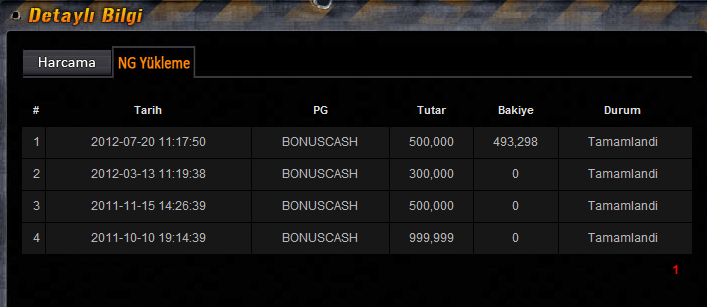 Detaylı Bilgi
Harcama NG Yükleme
# Tarih PG Tutar Bakiye Durum
1 2012-07-20 11:17:50 BONUSCASH 500,000 493,298 Tamamlandi
2 2012-03-13 11:19:38 BONUSCASH 300,000 0 Tamamlandi
3 2011-11-15 14:26:39 BONUSCASH 500,000 0 Tamamlandi
4 2011-10-10 19:14:39 BONUSCASH 999,999 0 Tamamlandi
1